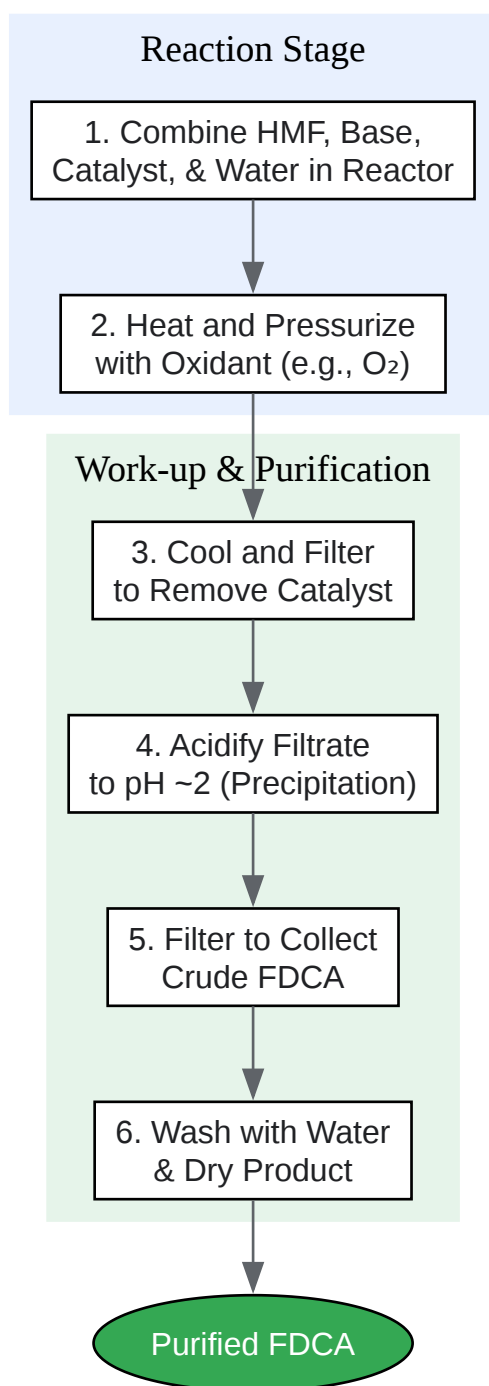 Reaction Stage
1. Combine HMF, Base,
Catalyst, & Water in Reactor
2. Heat and Pressurize
with Oxidant (e.g., O₂)
Work-up & Purification
3. Cool and Filter
to Remove Catalyst
4. Acidify Filtrate
to pH ~2 (Precipitation)
5. Filter to Collect
Crude FDCA
6. Wash with Water
& Dry Product
Purified FDCA